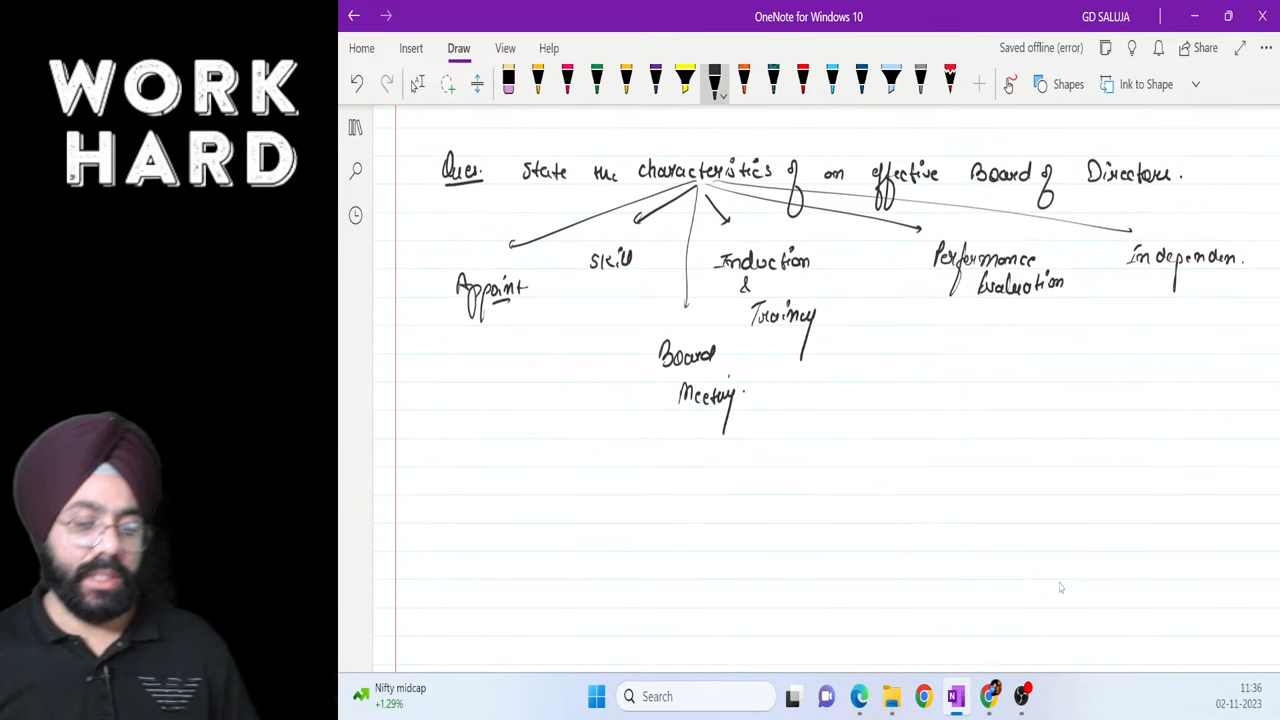 WORK
HARD
OneNote for Windows 10
GD SALUJA
Home
Insert
Draw
View
Help
Saved offline (error)
Share
Shapes
Ink to Shape
Ques. State the characteristics of an effective Board of Directors.
Appoint
Skill
Induction
&
Training
Performance
Evaluation
Independen.
Board
Meeting.
Nifty midcap
+1.29%
Search
11:36
02-11-2023